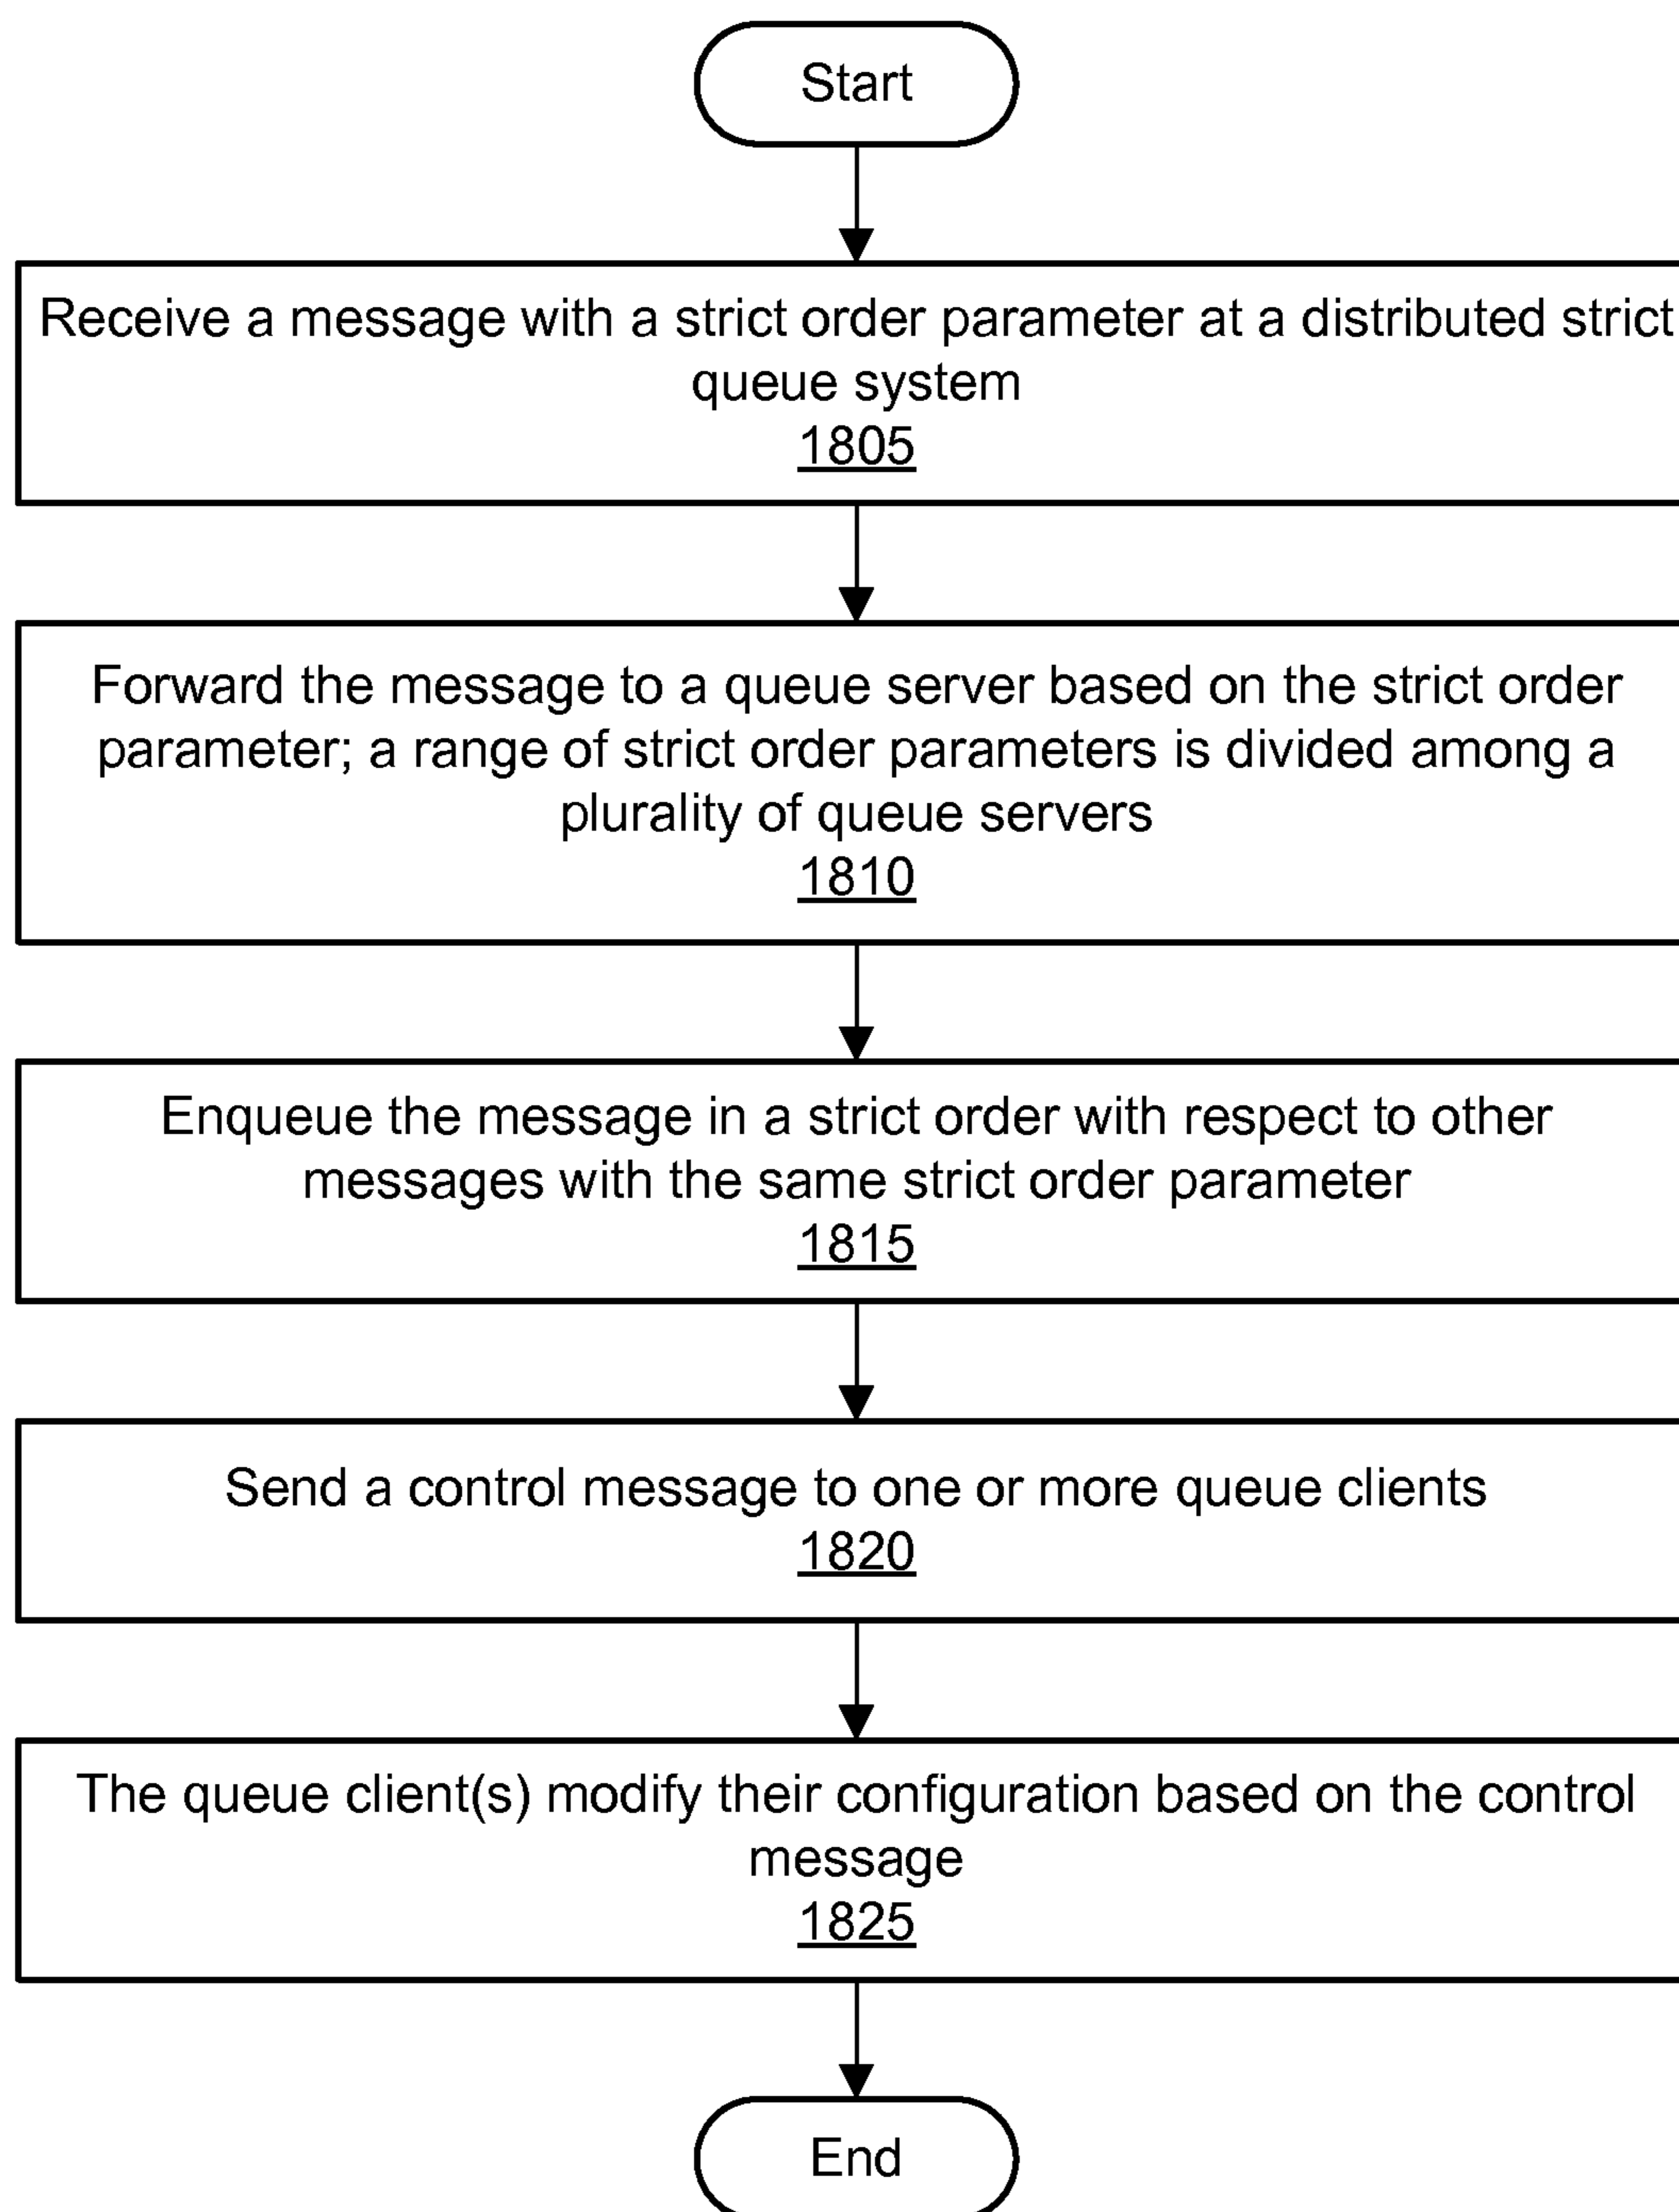 Start
Receive a message with a strict order parameter at a distributed strict
queue system
1805
Forward the message to a queue server based on the strict order
parameter; a range of strict order parameters is divided among a
plurality of queue servers
1810
Enqueue the message in a strict order with respect to other
messages with the same strict order parameter
1815
Send a control message to one or more queue clients
1820
The queue client(s) modify their configuration based on the control
message
1825
End